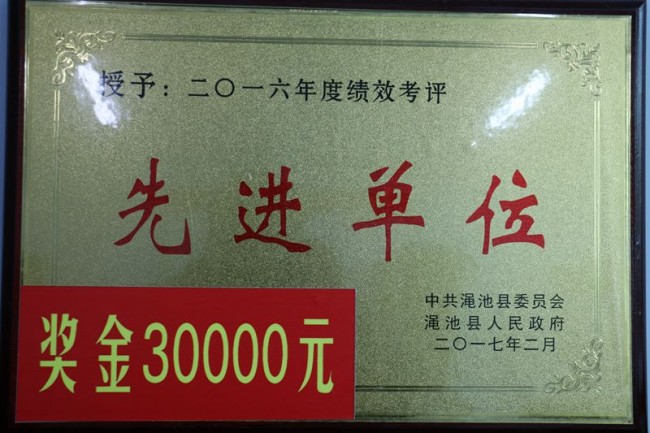 授予：二〇一六年度绩效考评
先进单位
中共渑池县委员会
渑池县人民政府
二〇一七年二月
奖金30000元